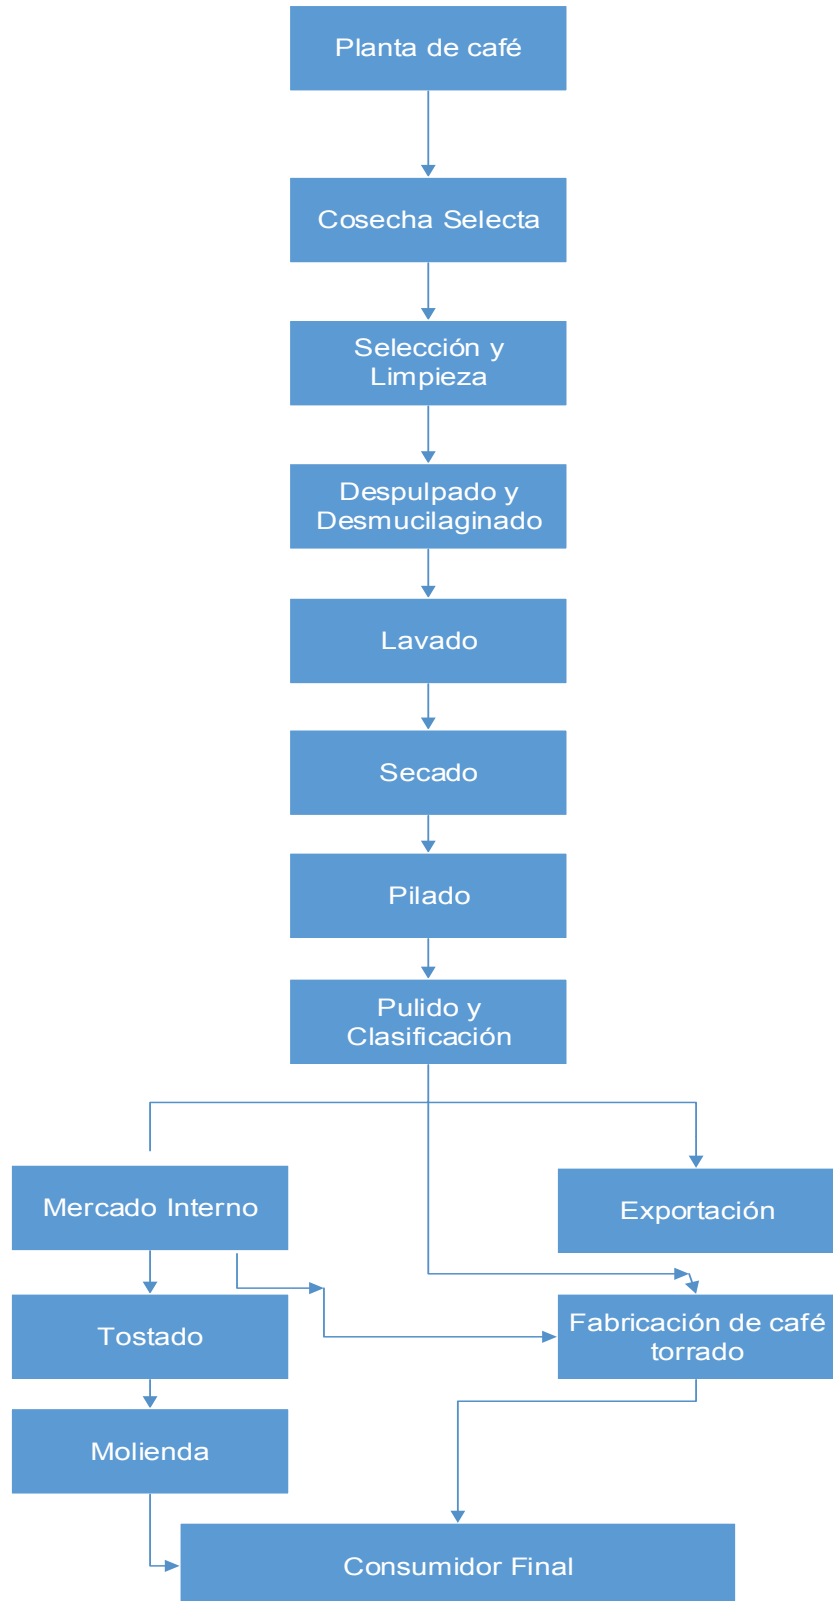 Planta de café
Cosecha Selecta
Selección y
Limpieza
Despulpado y
Desmucilaginado
Lavado
Secado
Pilado
Pulido y
Clasificación
Mercado Interno
Exportación
Tostado
Fabricación de café
torrado
Molienda
Consumidor Final